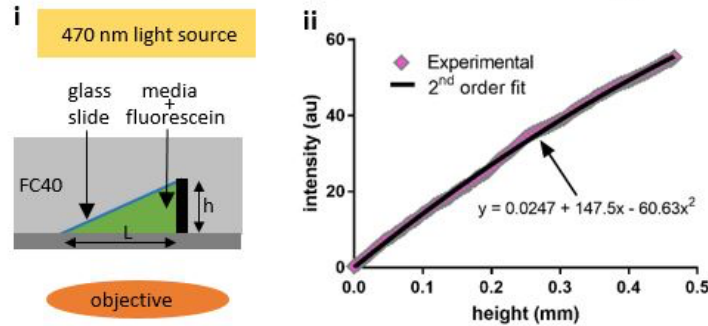 i
470 nm light source
glass
slide
media
+
fluorescein
FC40
h
L
objective
ii
60
40
20
0
intensity (au)
Experimental
2nd order fit
y = 0.0247 + 147.5x - 60.63x²
0.0 0.1 0.2 0.3 0.4 0.5
height (mm)